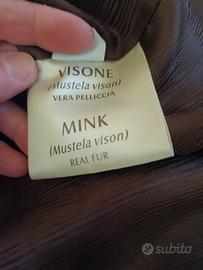 VISONE
(Mustela vison)
VERA PELLICCIA
MINK
(Mustela vison)
REAL FUR
subito